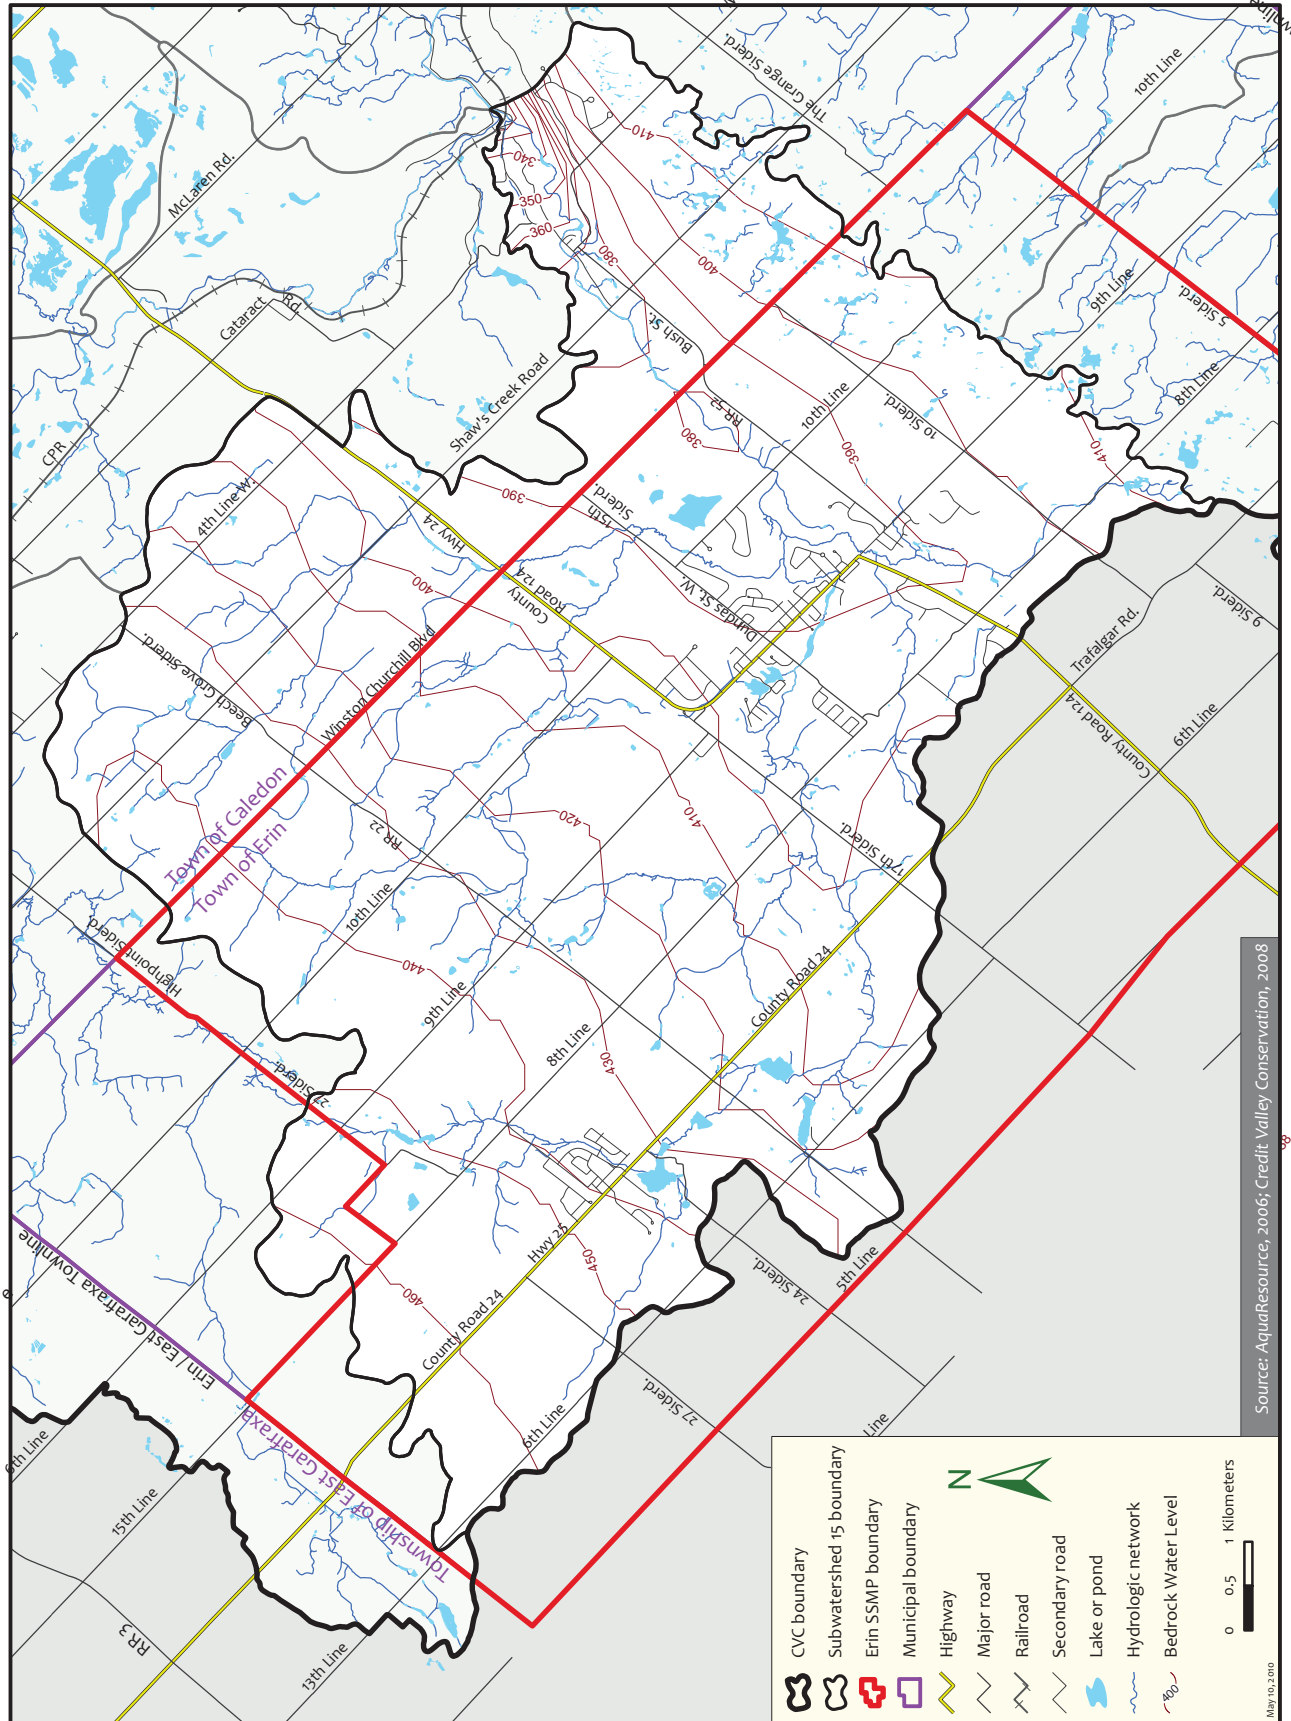 The Grange Siderd.
10th Line
McLaren Rd.
410
340
350
360
380
400
Cataract
Rd.
Bush St.
9th Line
5 Siderd.
8th Line
CPR
Shaw's Creek Road
RR 52
380
10th Line
10 Siderd.
390
410
4th Line W.
390
15th
Siderd.
Hwy 24
400
County
Road 124
Dundas St. W.
9 Siderd.
Trafalgar Rd.
Beech Grove Siderd.
Winston Churchill Blvd
6th Line
County Road 124
Town of Caledon
Town of Erin
RR 22
420
410
17th Siderd.
10th Line
Highpoint Siderd.
440
9th Line
County Road 24
8th Line
430
27 Siderd.
Hwy 25
450
24 Siderd.
5th Line
460
County Road 24
Erin / East Garafraxa Townline
27 Siderd.
6th Line
Line
6th Line
15th Line
Township of East Garafraxa
RR 3
13th Line
Source: AquaResource, 2006; Credit Valley Conservation, 2008
CVC boundary
Subwatershed 15 boundary
Erin SSMP boundary
Municipal boundary
Highway
Major road
Railroad
Secondary road
Lake or pond
Hydrologic network
400
Bedrock Water Level
N
0 0.5 1 Kilometers
May 10, 2010